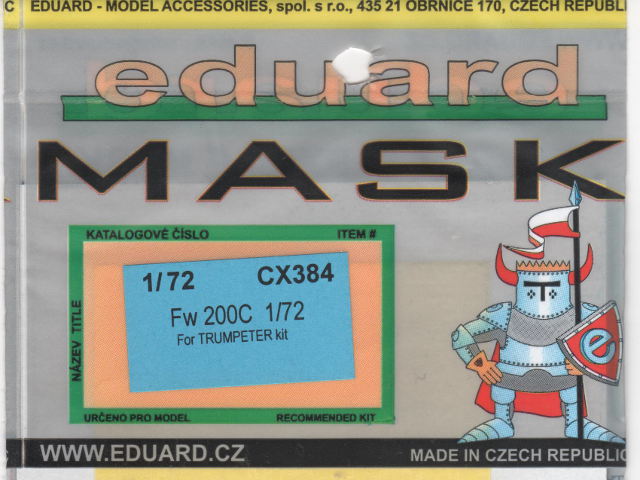 C EDUARD - MODEL ACCESSORIES, spol. s r.o., 435 21 OBRNICE 170, CZECH REPUBLI
eduard
MASK
KATALOGOVÉ ČÍSLO ITEM #
1/72 CX384
Fw 200C 1/72
For TRUMPETER kit
NÁZEV TITLE
URČENO PRO MODEL RECOMMENDED KIT
e
C WWW.EDUARD.CZ MADE IN CZECH REPUBLIC